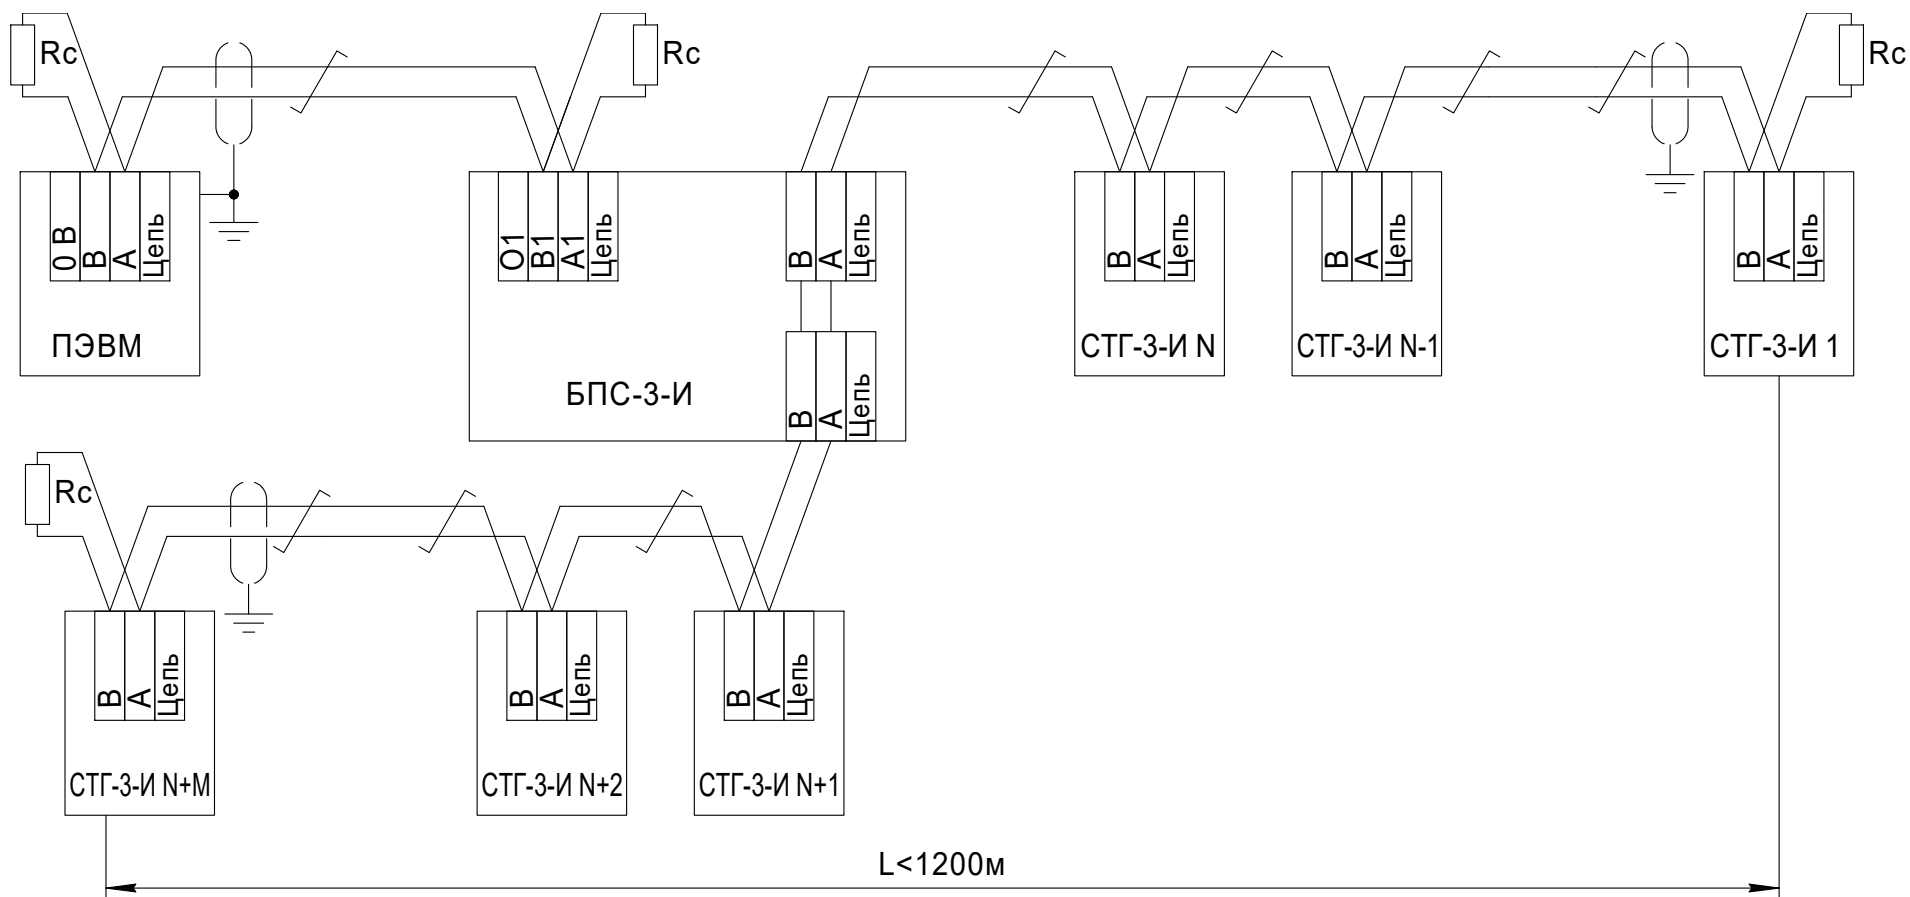 Rc
Rc
Rc
0 В
В
А
Цепь
ПЭВМ
О1
В1
А1
Цепь
В
А
Цепь
В
А
Цепь
БПС-3-И
В
А
Цепь
СТГ-3-И N
В
А
Цепь
СТГ-3-И N-1
В
А
Цепь
СТГ-3-И 1
Rc
В
А
Цепь
СТГ-3-И N+M
В
А
Цепь
СТГ-3-И N+2
В
А
Цепь
СТГ-3-И N+1
L<1200м